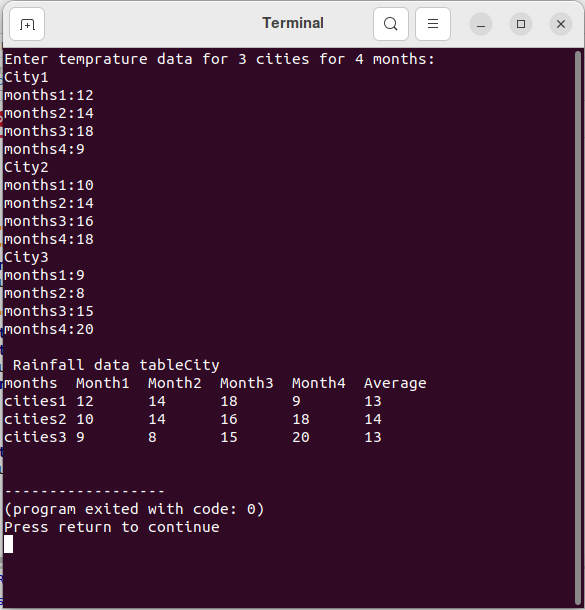 Terminal
Enter temprature data for 3 cities for 4 months:
City1
months1:12
months2:14
months3:18
months4:9
City2
months1:10
months2:14
months3:16
months4:18
City3
months1:9
months2:8
months3:15
months4:20
Rainfall data tableCity
months Month1 Month2 Month3 Month4 Average
cities1 12 14 18 9 13
cities2 10 14 16 18 14
cities3 9 8 15 20 13
------------------
(program exited with code: 0)
Press return to continue